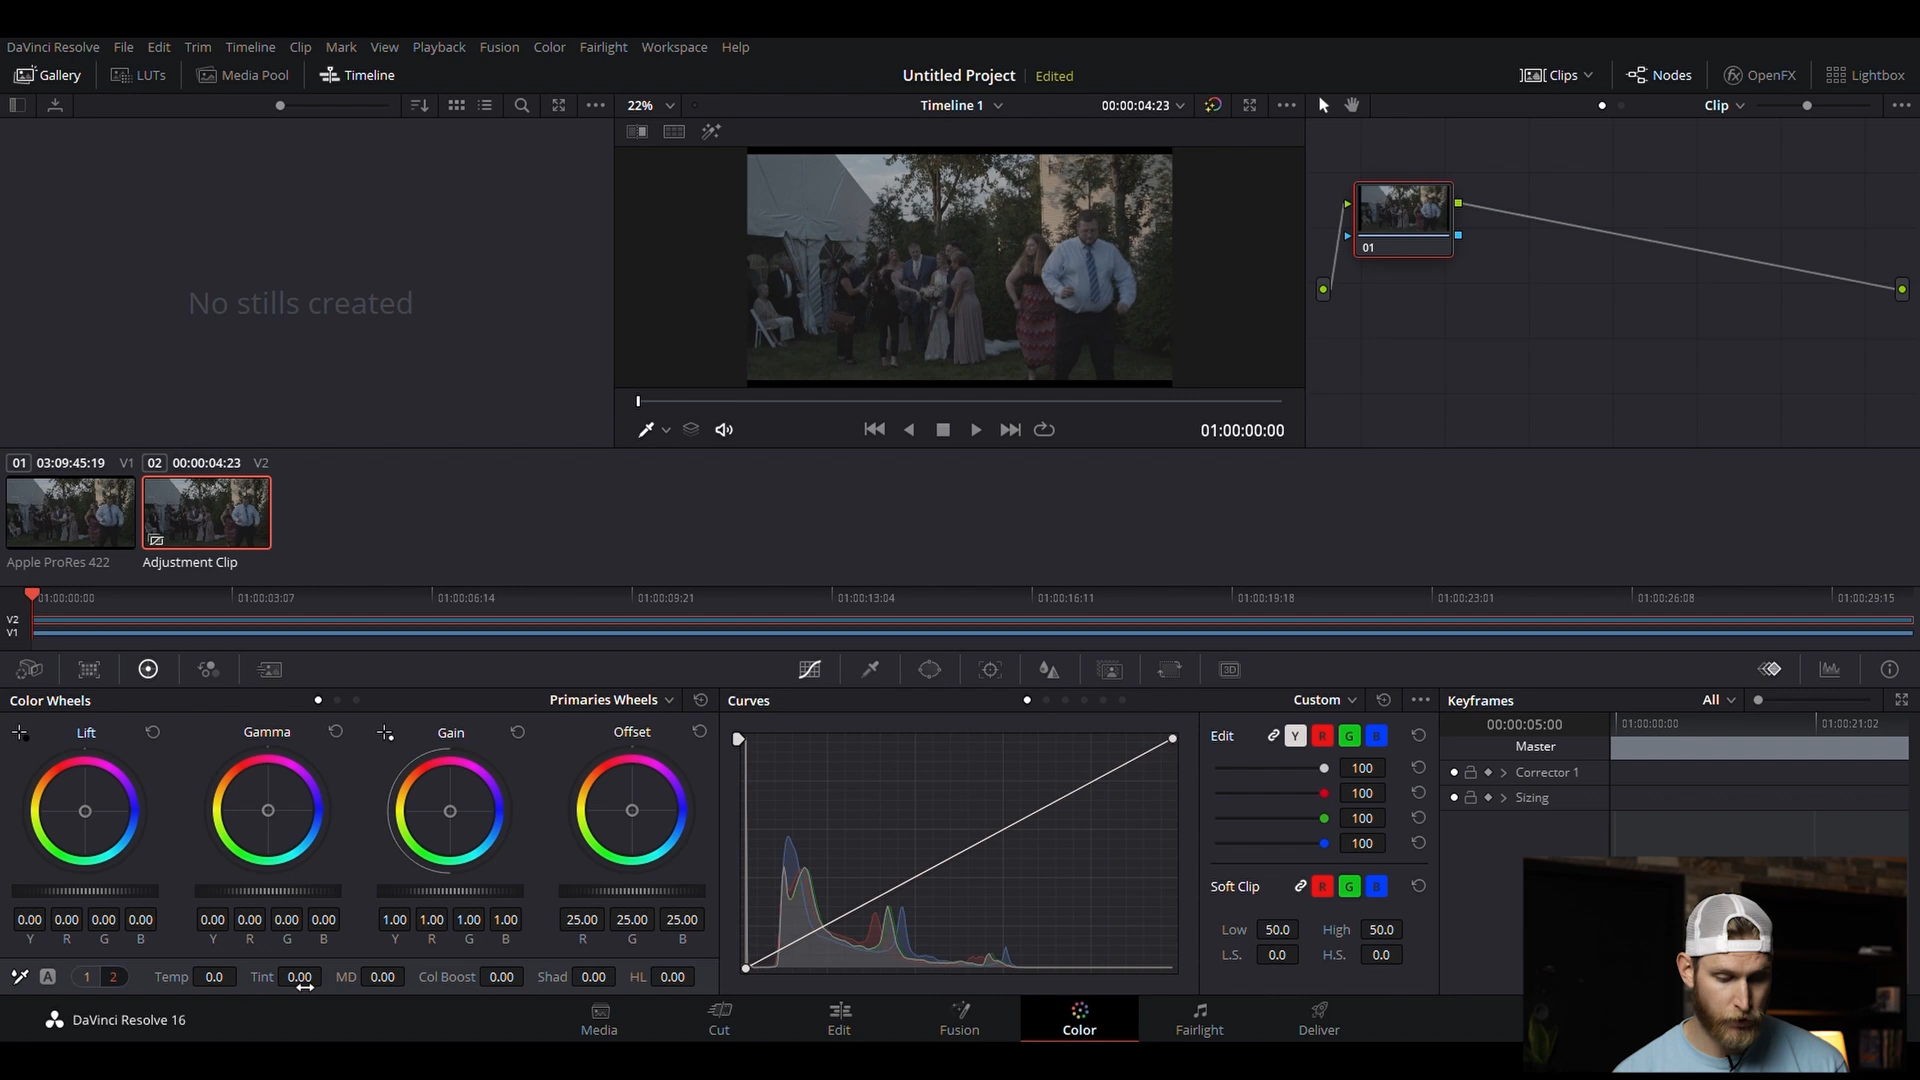 DaVinci Resolve File Edit Trim Timeline Clip Mark View Playback Fusion Color Fairlight Workspace Help
Gallery LUTs Media Pool Timeline Untitled Project Edited Clips Nodes OpenFX Lightbox
22% Timeline 1 00:00:04:23 Clip
No stills created
01
01:00:00:00
01 03:09:45:19 V1 02 00:00:04:23 V2
Apple ProRes 422 Adjustment Clip
01:00:00:00 01:00:03:07 01:00:06:14 01:00:09:21 01:00:13:04 01:00:16:11 01:00:19:18 01:00:23:01 01:00:26:08 01:00:29:15
V2
V1
3D
Color Wheels Primaries Wheels Curves Custom Keyframes All
00:00:05:00 01:00:00:00 01:00:21:02
Lift Gamma Gain Offset Edit Y R G B Master
100 Corrector 1
100 Sizing
100
100
Soft Clip R G B
0.00 0.00 0.00 0.00 0.00 0.00 0.00 0.00 1.00 1.00 1.00 1.00 25.00 25.00 25.00 Low 50.0 High 50.0
Y R G B Y R G B Y R G B R G B L.S. 0.0 H.S. 0.0
A 1 2 Temp 0.0 Tint 0.00 MD 0.00 Col Boost 0.00 Shad 0.00 HL 0.00
DaVinci Resolve 16 Media Cut Edit Fusion Color Fairlight Deliver